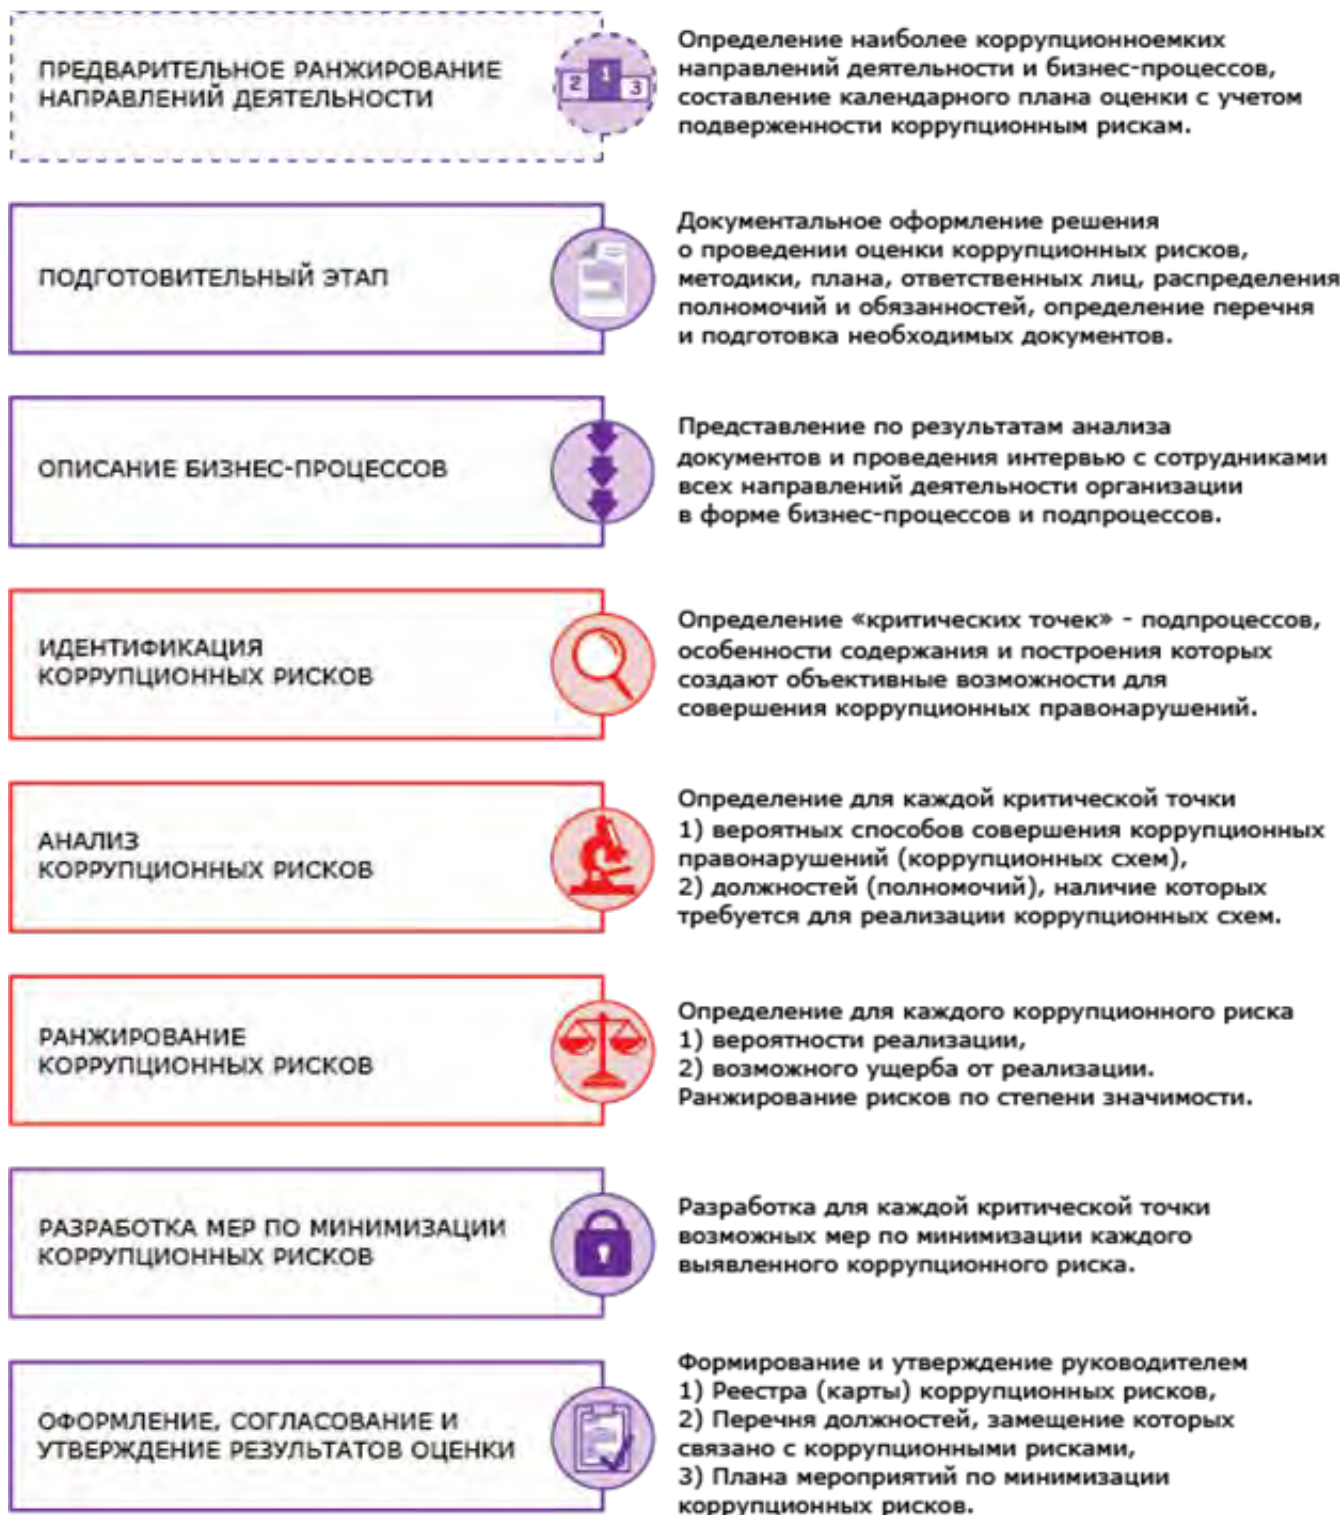 ПРЕДВАРИТЕЛЬНОЕ РАНЖИРОВАНИЕ
НАПРАВЛЕНИЙ ДЕЯТЕЛЬНОСТИ
2 1 3
Определение наиболее коррупционноемких
направлений деятельности и бизнес-процессов,
составление календарного плана оценки с учетом
подверженности коррупционным рискам.
ПОДГОТОВИТЕЛЬНЫЙ ЭТАП
Документальное оформление решения
о проведении оценки коррупционных рисков,
методики, плана, ответственных лиц, распределения
полномочий и обязанностей, определение перечня
и подготовка необходимых документов.
ОПИСАНИЕ БИЗНЕС-ПРОЦЕССОВ
Представление по результатам анализа
документов и проведения интервью с сотрудниками
всех направлений деятельности организации
в форме бизнес-процессов и подпроцессов.
ИДЕНТИФИКАЦИЯ
КОРРУПЦИОННЫХ РИСКОВ
Определение «критических точек» - подпроцессов,
особенности содержания и построения которых
создают объективные возможности для
совершения коррупционных правонарушений.
АНАЛИЗ
КОРРУПЦИОННЫХ РИСКОВ
Определение для каждой критической точки
1) вероятных способов совершения коррупционных
правонарушений (коррупционных схем),
2) должностей (полномочий), наличие которых
требуется для реализации коррупционных схем.
РАНЖИРОВАНИЕ
КОРРУПЦИОННЫХ РИСКОВ
Определение для каждого коррупционного риска
1) вероятности реализации,
2) возможного ущерба от реализации.
Ранжирование рисков по степени значимости.
РАЗРАБОТКА МЕР ПО МИНИМИЗАЦИИ
КОРРУПЦИОННЫХ РИСКОВ
Разработка для каждой критической точки
возможных мер по минимизации каждого
выявленного коррупционного риска.
ОФОРМЛЕНИЕ, СОГЛАСОВАНИЕ И
УТВЕРЖДЕНИЕ РЕЗУЛЬТАТОВ ОЦЕНКИ
Формирование и утверждение руководителем
1) Реестра (карты) коррупционных рисков,
2) Перечня должностей, замещение которых
связано с коррупционными рисками,
3) Плана мероприятий по минимизации
коррупционных рисков.